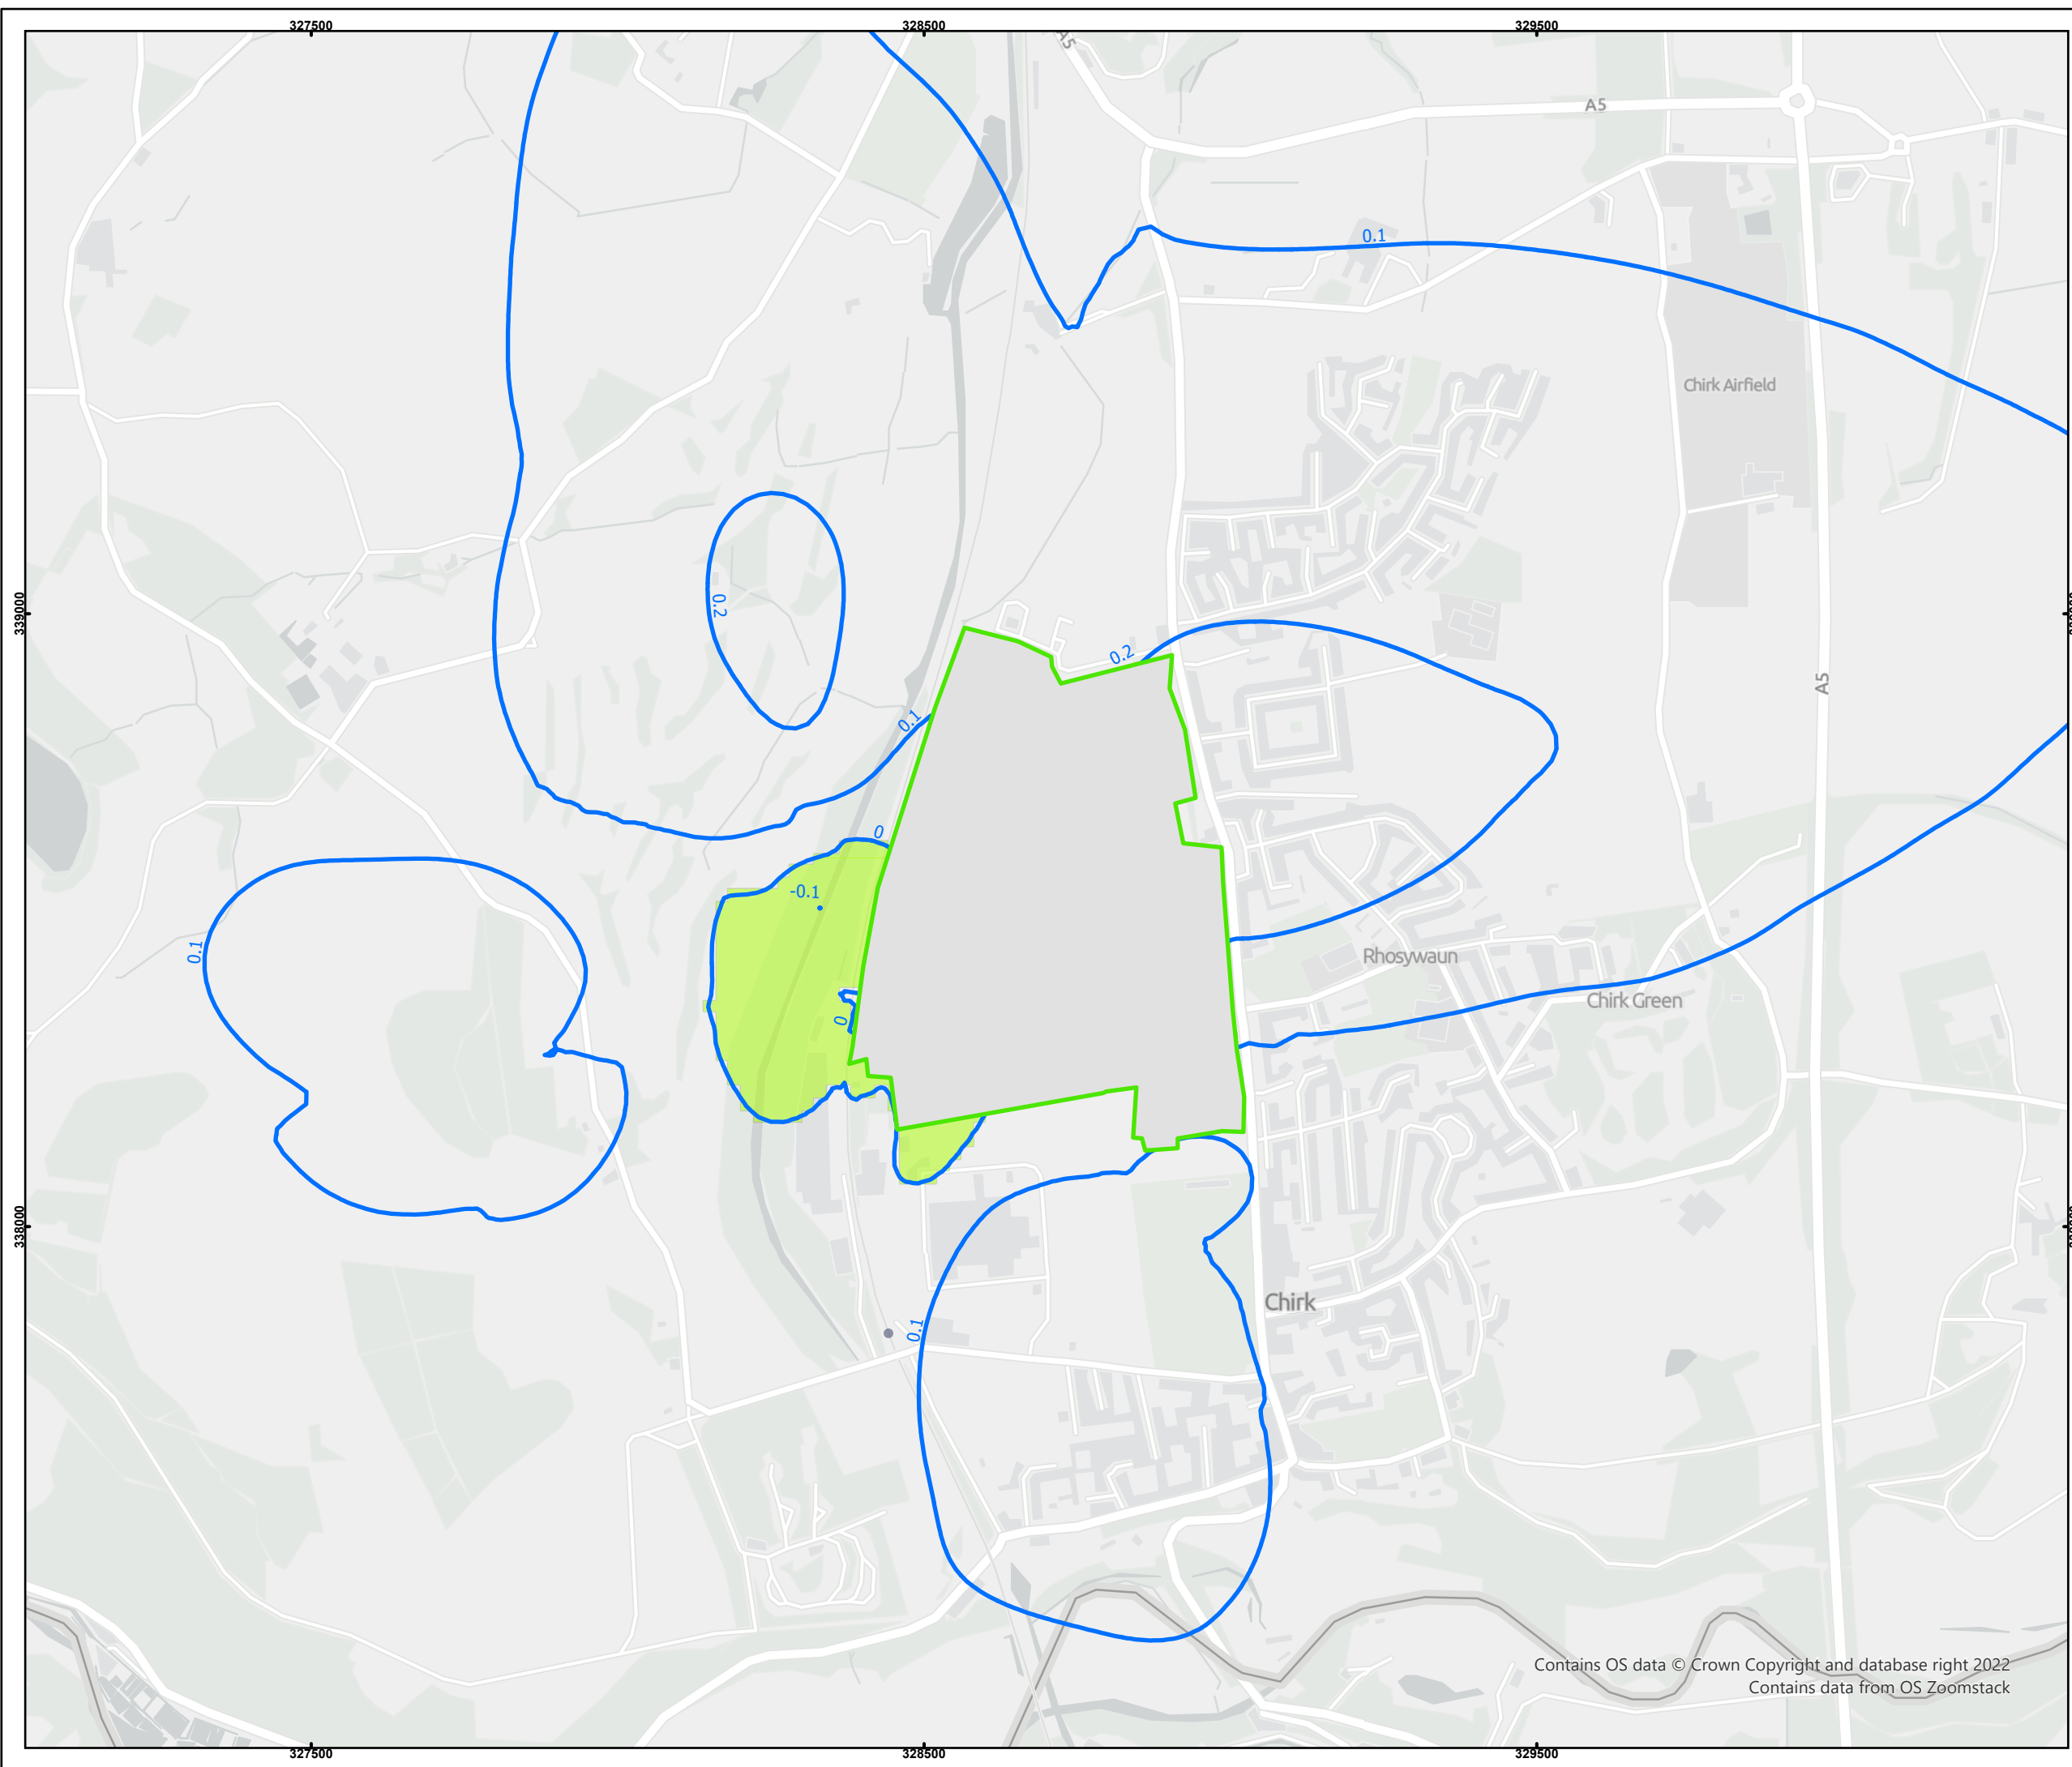 327500
328500
329500
A5
A5
0.1
Chirk Airfield
339000
0.2
0.2
A5
0.1
0
-0.1
0.1
Rhosywaun
Chirk Green
0
338000
Chirk
0.1
Contains OS data © Crown Copyright and database right 2022
Contains data from OS Zoomstack
327500
328500
329500